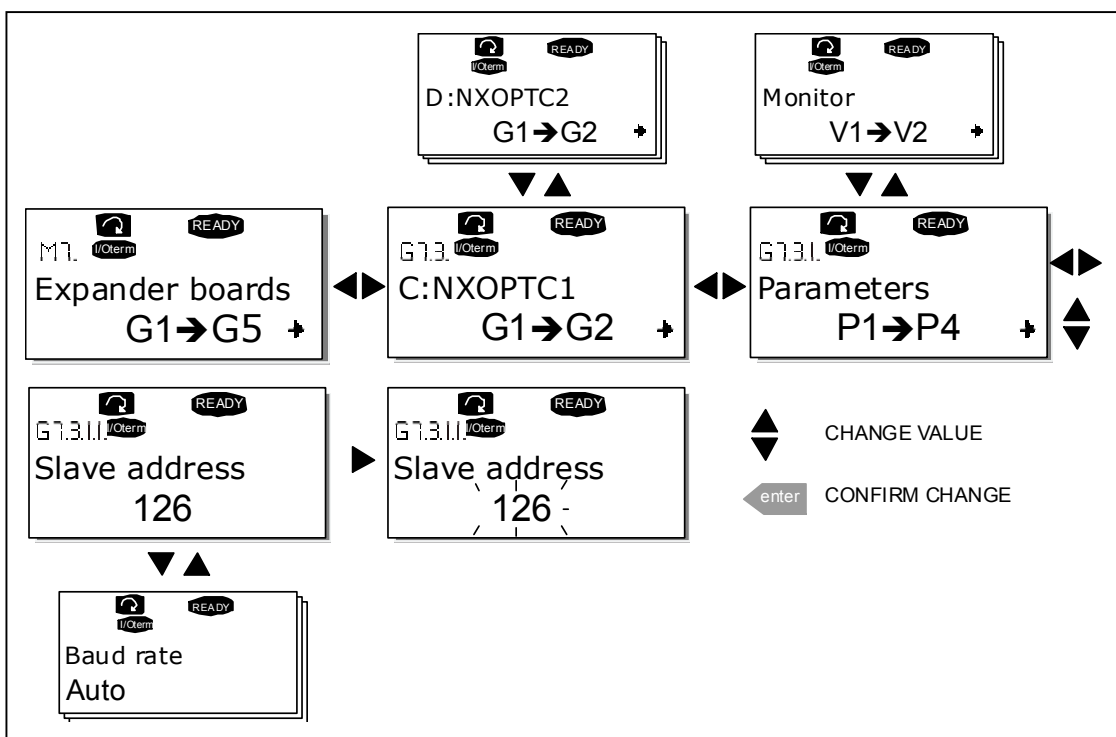 READY
I/Oterm
D:NXOPTC2
G1➔G2
READY
I/Oterm
Monitor
V1➔V2
READY
M7. I/Oterm
Expander boards
G1➔G5
READY
G7.3. I/Oterm
C:NXOPTC1
G1➔G2
READY
G7.3.1. I/Oterm
Parameters
P1➔P4
READY
G7.3.1.1. I/Oterm
Slave address
126
READY
G7.3.1.1. I/Oterm
Slave address
126
CHANGE VALUE
enter CONFIRM CHANGE
READY
I/Oterm
Baud rate
Auto